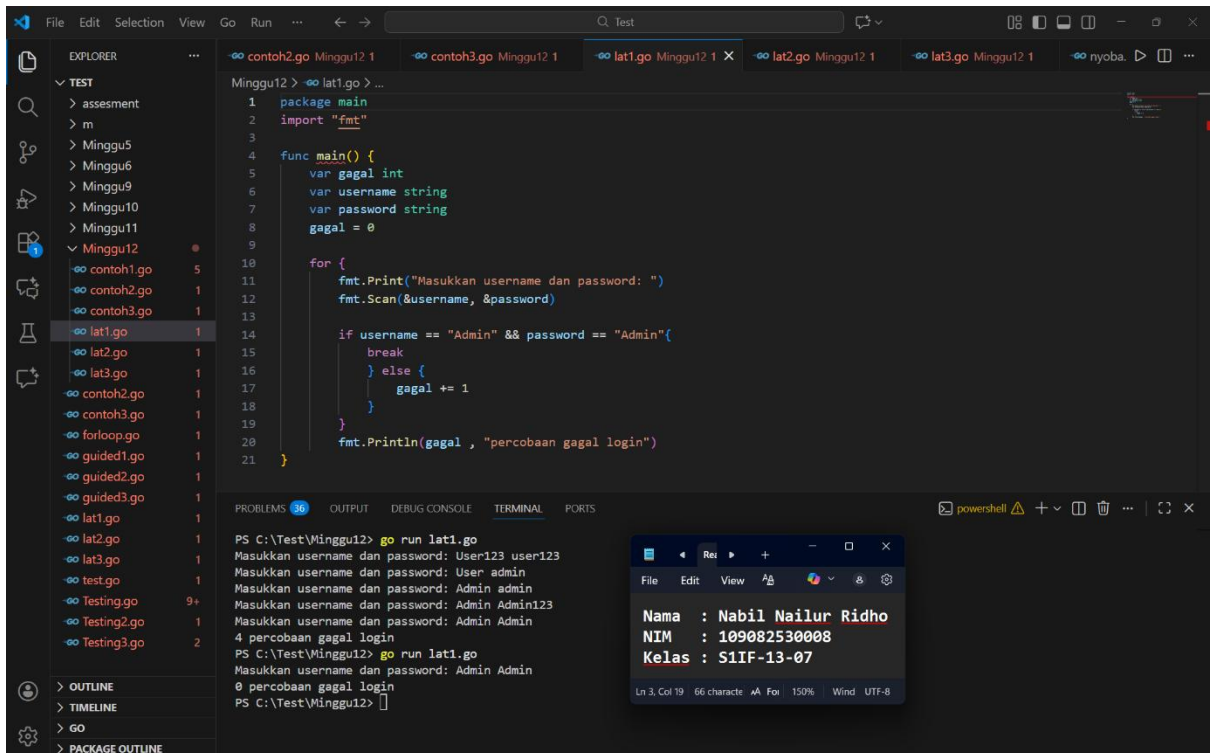 File Edit Selection View Go Run ... Test
EXPLORER ...
TEST
assesment
m
Minggu5
Minggu6
Minggu9
Minggu10
Minggu11
Minggu12
contoh1.go 5
contoh2.go 1
contoh3.go 1
lat1.go 1
lat2.go 1
lat3.go 1
contoh2.go 1
contoh3.go 1
forloop.go 1
guided1.go 1
guided2.go 1
guided3.go 1
lat1.go 1
lat2.go 1
lat3.go 1
test.go 1
Testing.go 9+
Testing2.go 1
Testing3.go 2
OUTLINE
TIMELINE
GO
PACKAGE OUTLINE
contoh2.go Minggu12 1 contoh3.go Minggu12 1 lat1.go Minggu12 1 lat2.go Minggu12 1 lat3.go Minggu12 1 nyoba.
Minggu12 > lat1.go > ...
1 package main
2 import "fmt"
3
4 func main() {
5 var gagal int
6 var username string
7 var password string
8 gagal = 0
9
10 for {
11 fmt.Print("Masukkan username dan password: ")
12 fmt.Scan(&username, &password)
13
14 if username == "Admin" && password == "Admin"{
15 break
16 } else {
17 gagal += 1
18 }
19 }
20 fmt.Println(gagal , "percobaan gagal login")
21 }
PROBLEMS 36 OUTPUT DEBUG CONSOLE TERMINAL PORTS powershell
PS C:\Test\Minggu12> go run lat1.go
Masukkan username dan password: User123 user123
Masukkan username dan password: User admin
Masukkan username dan password: Admin admin
Masukkan username dan password: Admin Admin123
Masukkan username dan password: Admin Admin
4 percobaan gagal login
PS C:\Test\Minggu12> go run lat1.go
Masukkan username dan password: Admin Admin
0 percobaan gagal login
PS C:\Test\Minggu12>
Rea
File Edit View
Nama : Nabil Nailur Ridho
NIM : 109082530008
Kelas : S1IF-13-07
Ln 3, Col 19 66 characte For 150% Wind UTF-8